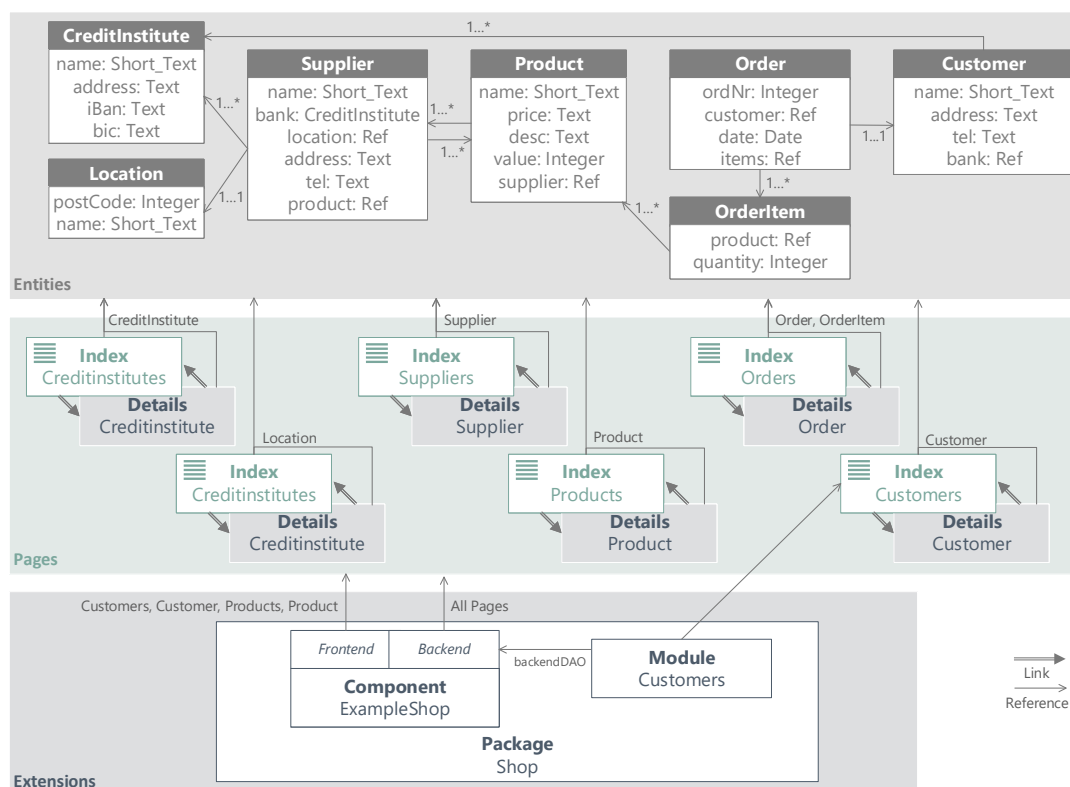 1...*
CreditInstitute
name: Short_Text
address: Text
iBan: Text
bic: Text
1...*
Location
postCode: Integer
name: Short_Text
1...1
Supplier
name: Short_Text
bank: CreditInstitute
location: Ref
address: Text
tel: Text
product: Ref
1...*
1...*
Product
name: Short_Text
price: Text
desc: Text
value: Integer
supplier: Ref
1...*
Order
ordNr: Integer
customer: Ref
date: Date
items: Ref
1...1
1...*
OrderItem
product: Ref
quantity: Integer
Customer
name: Short_Text
address: Text
tel: Text
bank: Ref
Entities
CreditInstitute
Index
Creditinstitutes
Details
Creditinstitute
Supplier
Index
Suppliers
Details
Supplier
Order, OrderItem
Index
Orders
Details
Order
Location
Index
Creditinstitutes
Details
Creditinstitute
Product
Index
Products
Details
Product
Customer
Index
Customers
Details
Customer
Pages
Customers, Customer, Products, Product
All Pages
Frontend
Backend
Component
ExampleShop
backendDAO
Module
Customers
Package
Shop
Extensions
Link
Reference